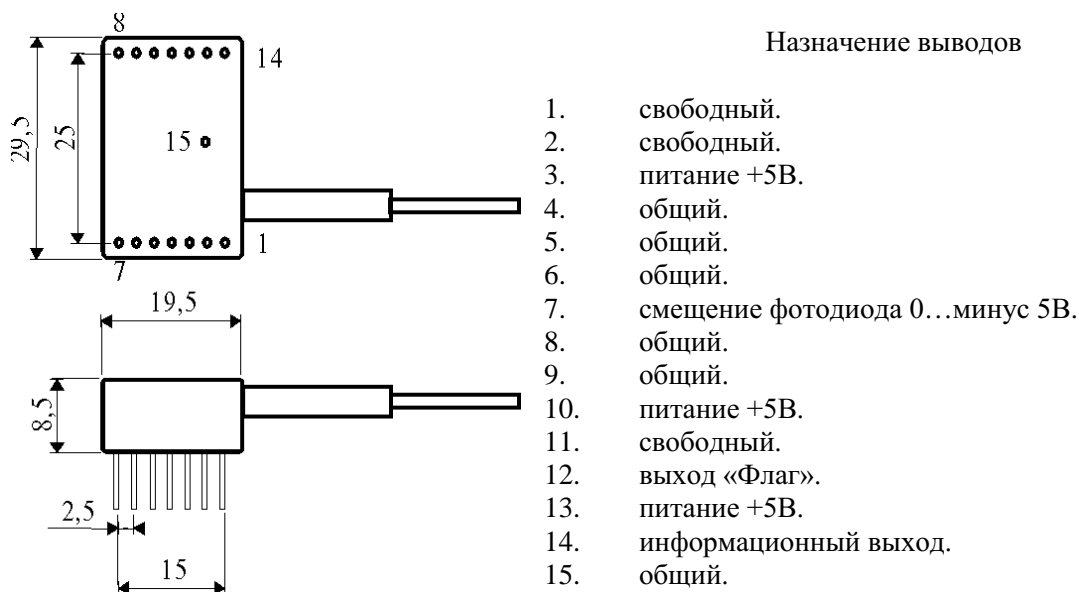 8
14
29,5
25
15
1
7
19,5
8,5
2,5
15
Назначение выводов
1. свободный.
2. свободный.
3. питание +5В.
4. общий.
5. общий.
6. общий.
7. смещение фотодиода 0…минус 5В.
8. общий.
9. общий.
10. питание +5В.
11. свободный.
12. выход «Флаг».
13. питание +5В.
14. информационный выход.
15. общий.